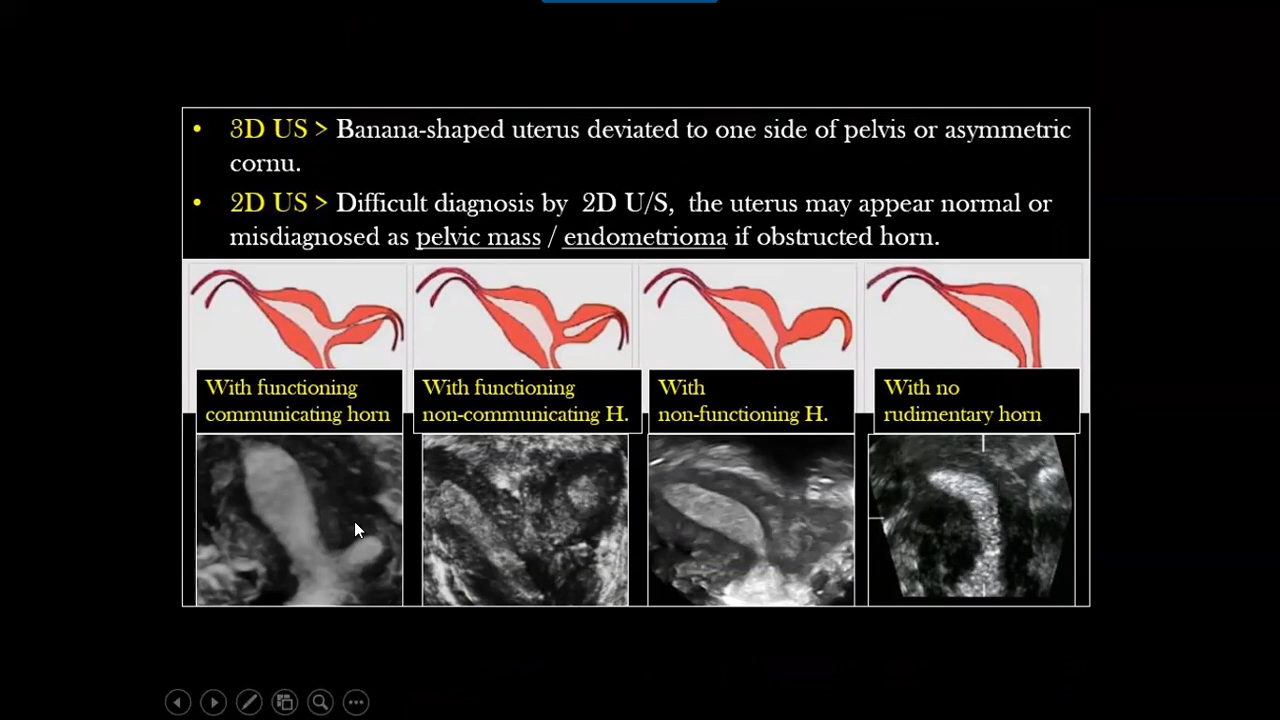 • 3D US > Banana-shaped uterus deviated to one side of pelvis or asymmetric
cornu.
• 2D US > Difficult diagnosis by 2D U/S, the uterus may appear normal or
misdiagnosed as pelvic mass / endometrioma if obstructed horn.
With functioning
communicating horn
With functioning
non-communicating H.
With
non-functioning H.
With no
rudimentary horn